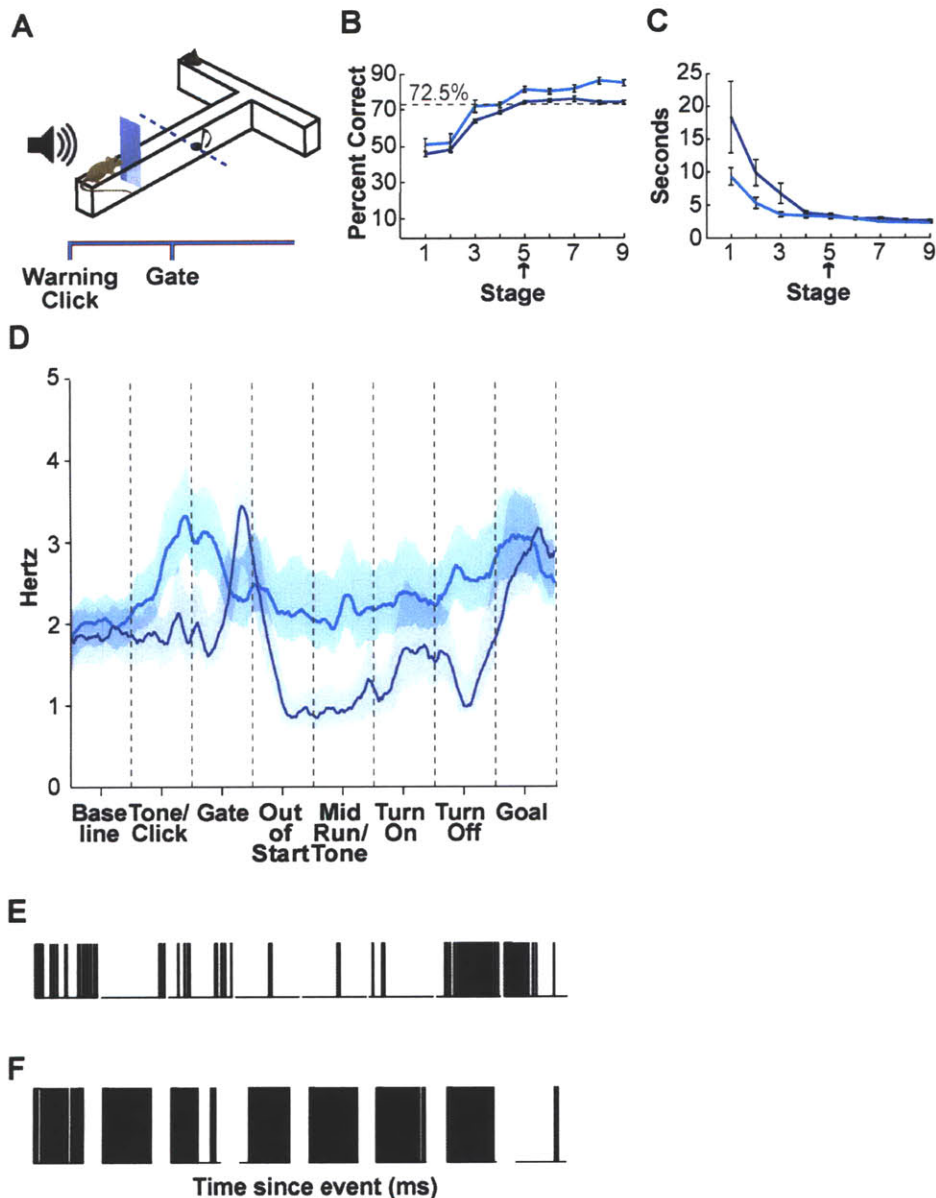 A
Warning
Click
Gate
B
Percent Correct
90
70
50
30
10
72.5%
1 3 5 7 9
Stage
C
Seconds
25
20
15
10
5
0
1 3 5 7 9
Stage
D
Hertz
5
4
3
2
1
0
Base
line
Tone/
Click
Gate
Out
of
Start
Mid
Run/
Tone
Turn
On
Turn
Off
Goal
E
F
Time since event (ms)